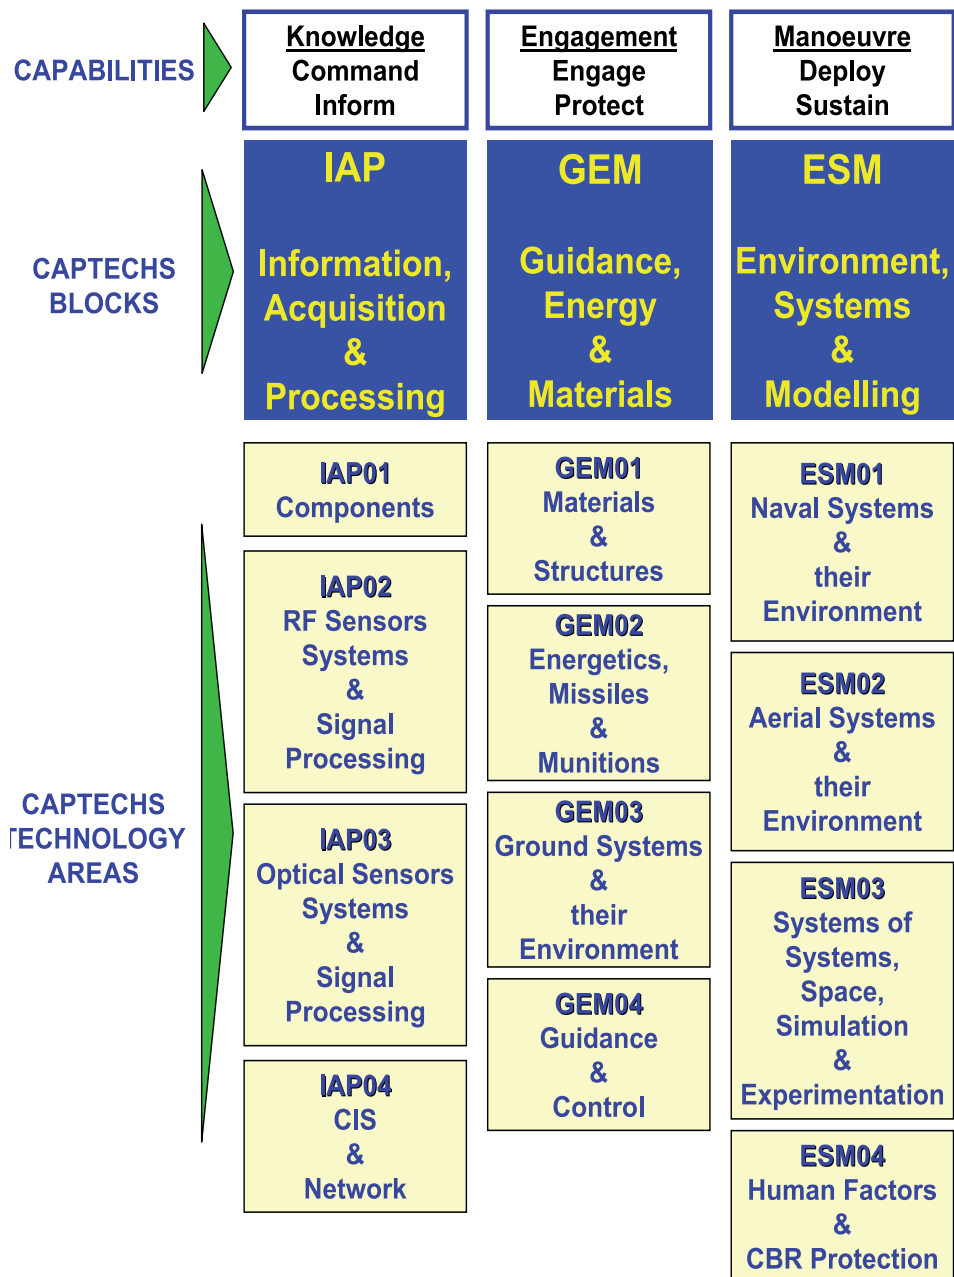 CAPABILITIES
Knowledge
Command
Inform
Engagement
Engage
Protect
Manoeuvre
Deploy
Sustain
CAPTECHS
BLOCKS
IAP
Information,
Acquisition
&
Processing
GEM
Guidance,
Energy
&
Materials
ESM
Environment,
Systems
&
Modelling
CAPTECHS
TECHNOLOGY
AREAS
IAP01
Components
IAP02
RF Sensors
Systems
&
Signal
Processing
IAP03
Optical Sensors
Systems
&
Signal
Processing
IAP04
CIS
&
Network
GEM01
Materials
&
Structures
GEM02
Energetics,
Missiles
&
Munitions
GEM03
Ground Systems
&
their
Environment
GEM04
Guidance
&
Control
ESM01
Naval Systems
&
their
Environment
ESM02
Aerial Systems
&
their
Environment
ESM03
Systems of
Systems,
Space,
Simulation
&
Experimentation
ESM04
Human Factors
&
CBR Protection